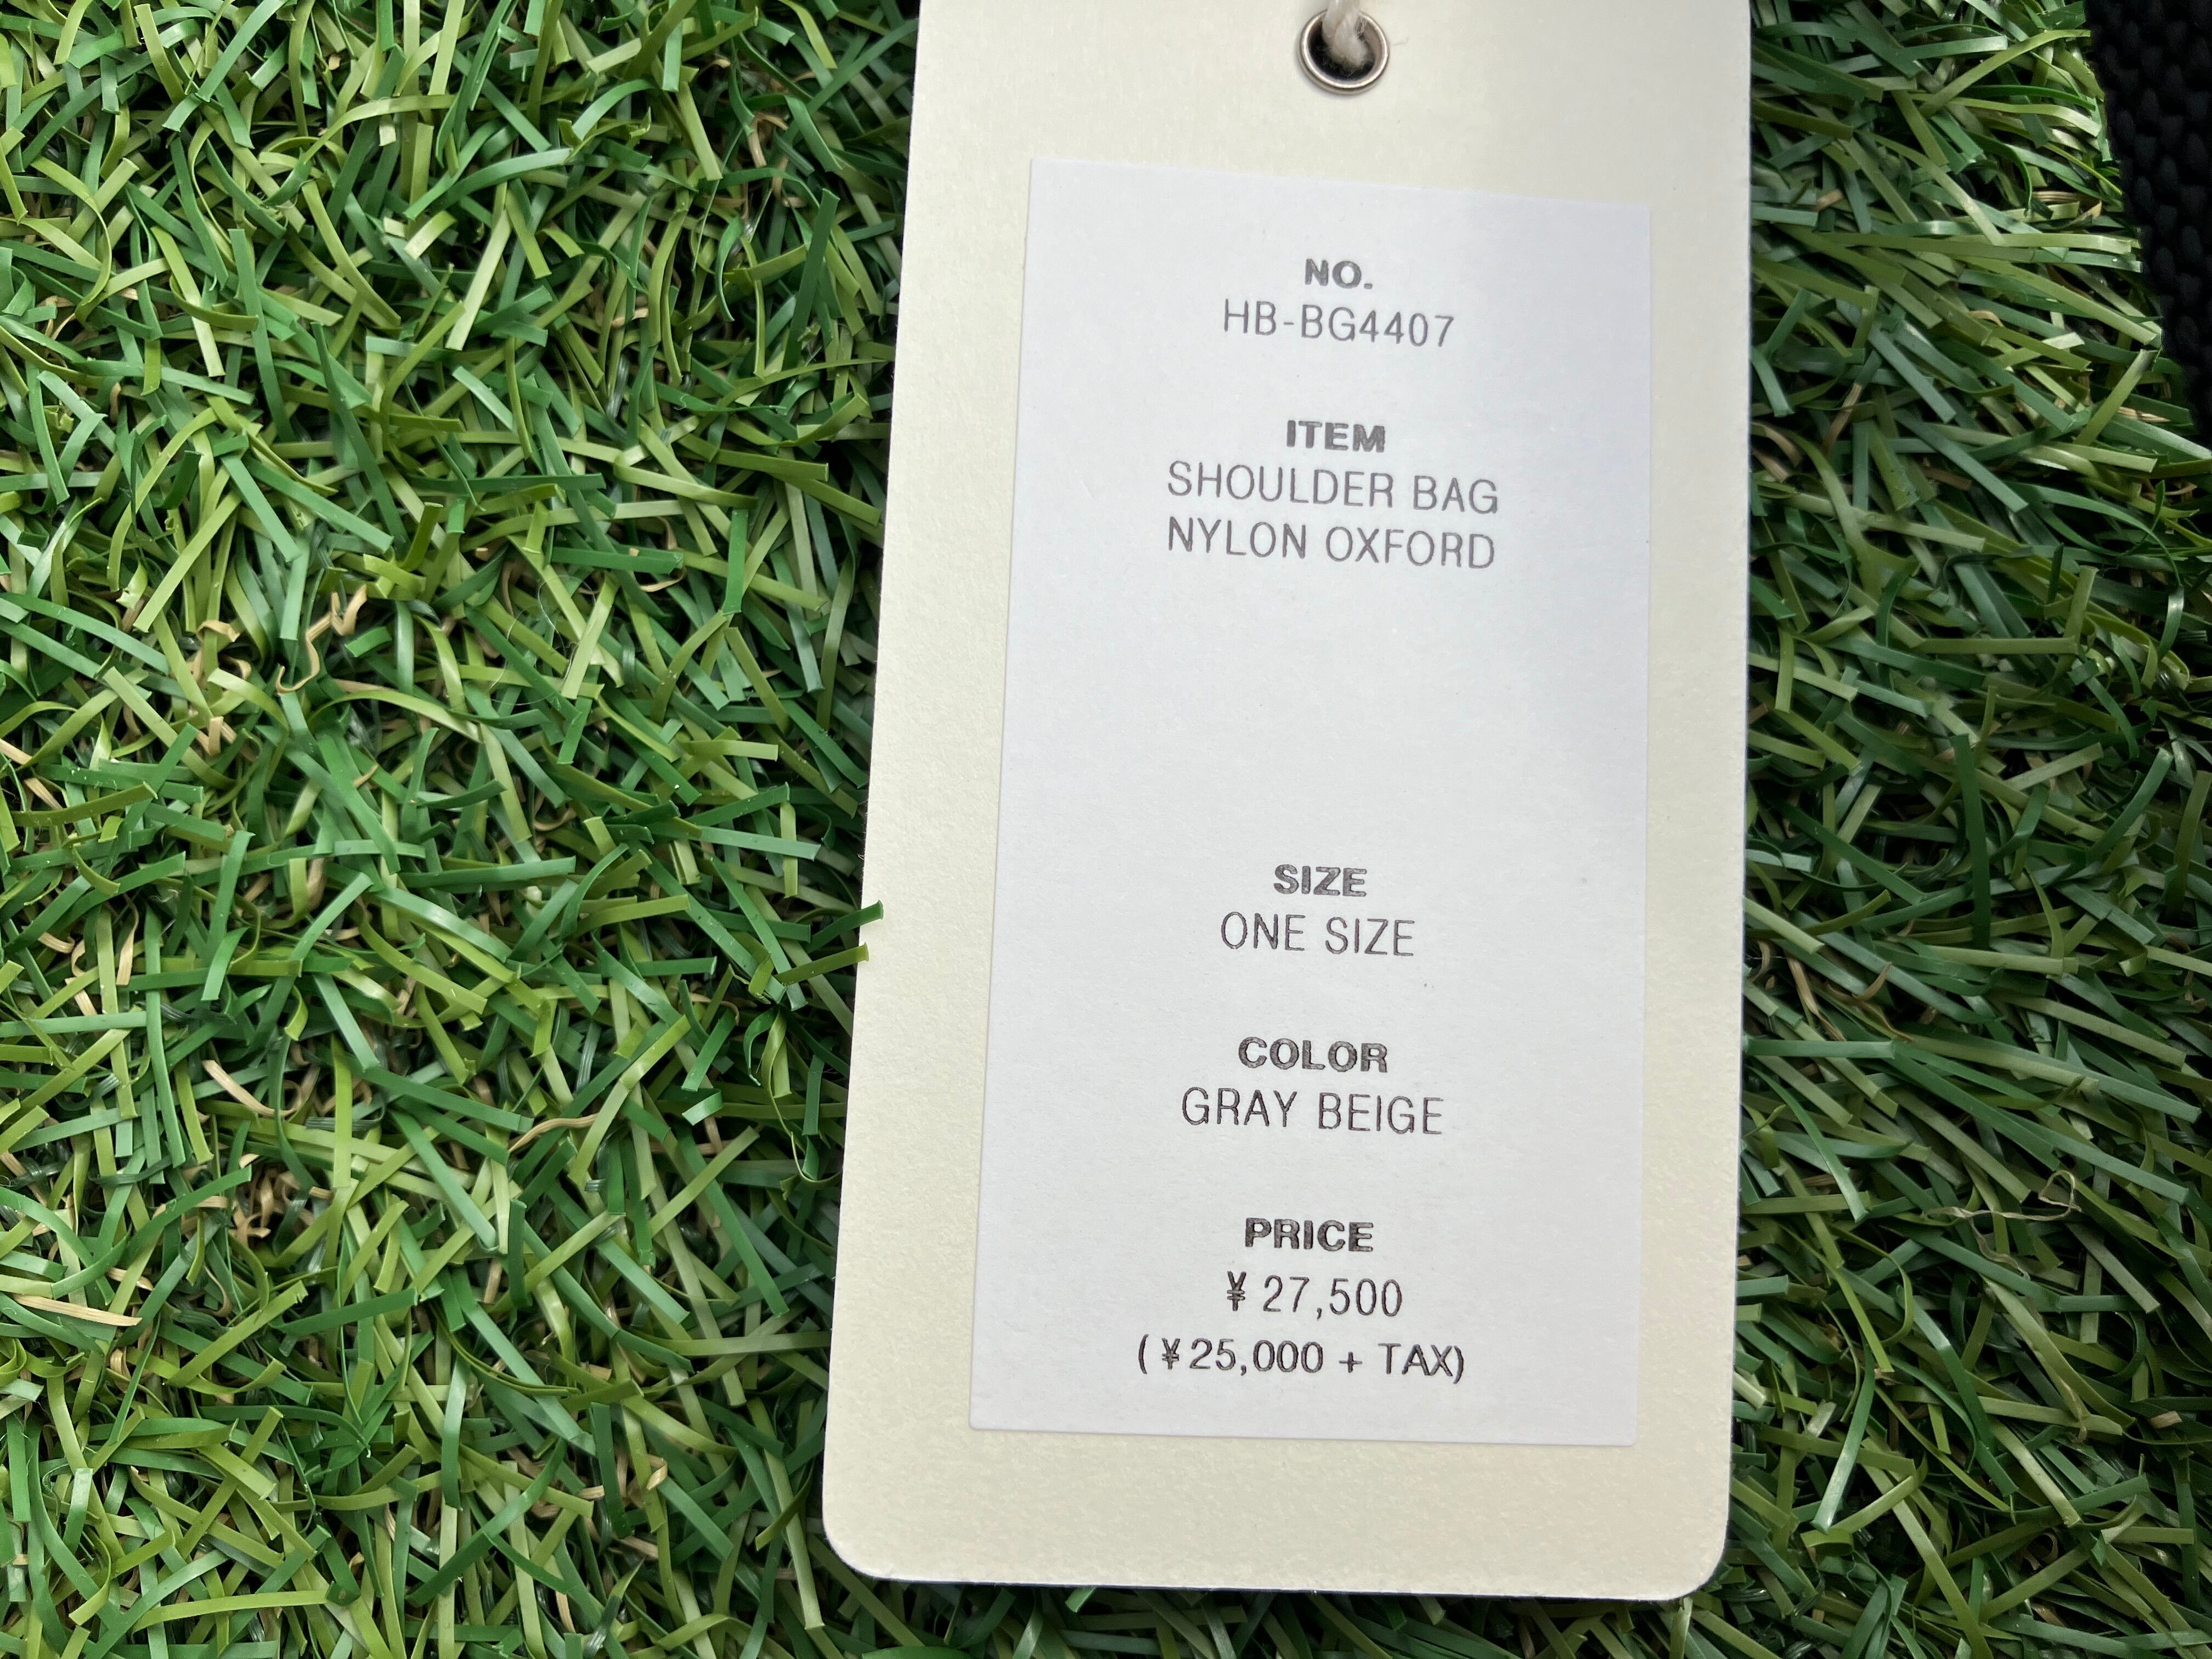 NO.
HB-BG4407
ITEM
SHOULDER BAG
NYLON OXFORD
SIZE
ONE SIZE
COLOR
GRAY BEIGE
PRICE
¥ 27,500
(¥25,000 + TAX)